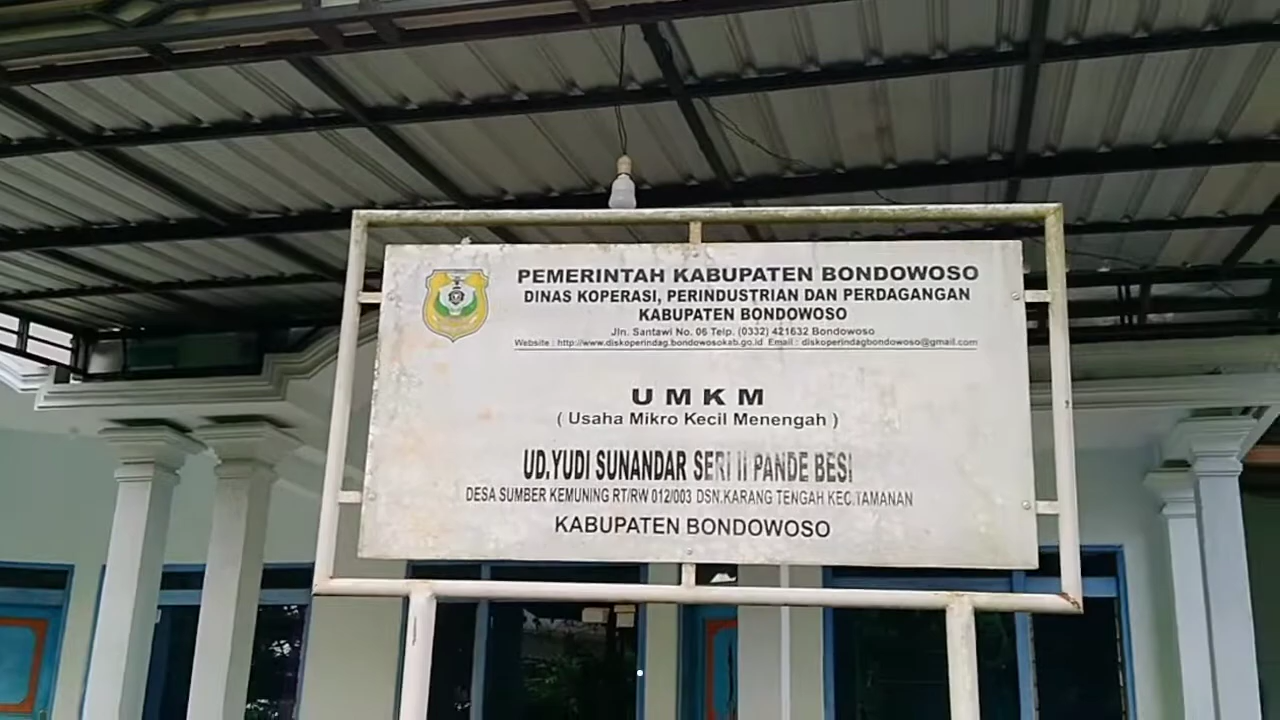 PEMERINTAH KABUPATEN BONDOWOSO
DINAS KOPERASI, PERINDUSTRIAN DAN PERDAGANGAN
KABUPATEN BONDOWOSO
Jln. Santawi No. 06 Telp. (0332) 421632 Bondowoso
Website : http://www.diskoperindag.bondowosokab.go.id Email : diskoperindagbondowoso@gmail.com
UMKM
( Usaha Mikro Kecil Menengah )
UD.YUDI SUNANDAR SERI II PANDE BESI
DESA SUMBER KEMUNING RT/RW 012/003 DSN.KARANG TENGAH KEC.TAMANAN
KABUPATEN BONDOWOSO